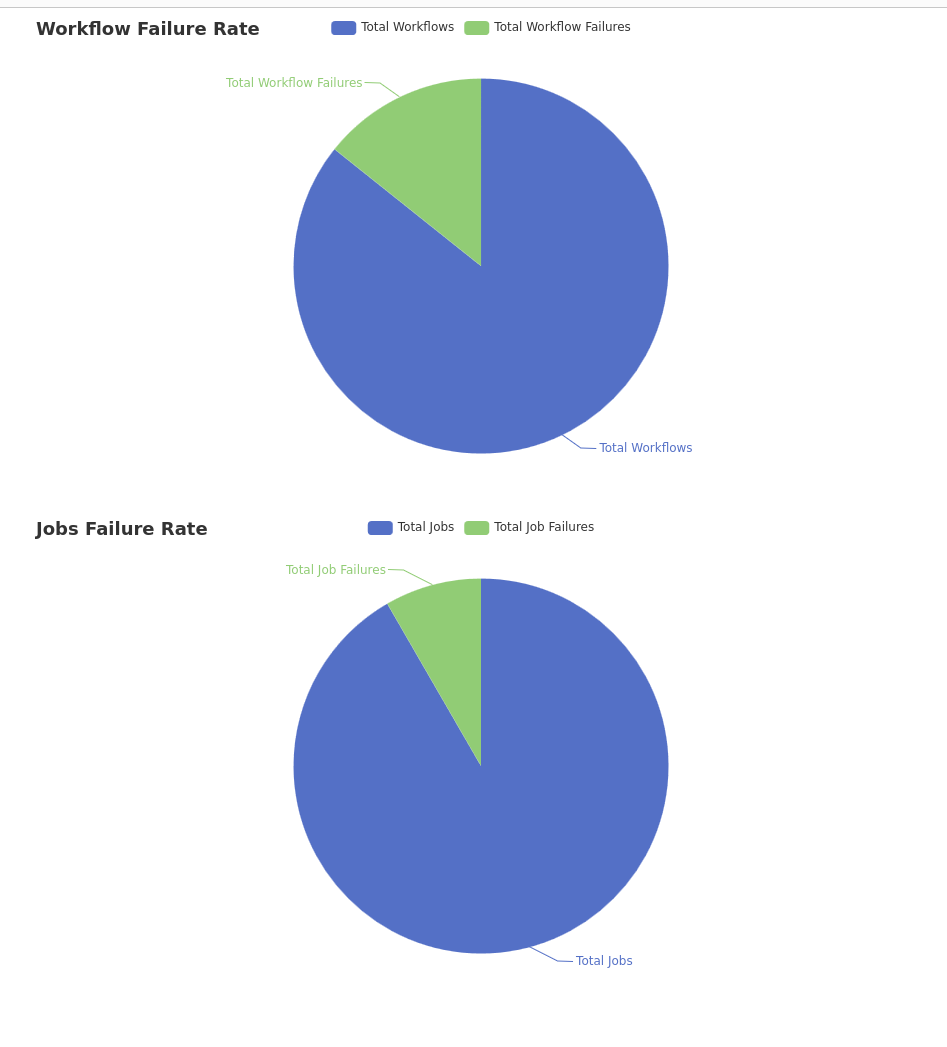 Workflow Failure Rate
Total Workflows Total Workflow Failures
Total Workflow Failures
Total Workflows
Jobs Failure Rate
Total Jobs Total Job Failures
Total Job Failures
Total Jobs